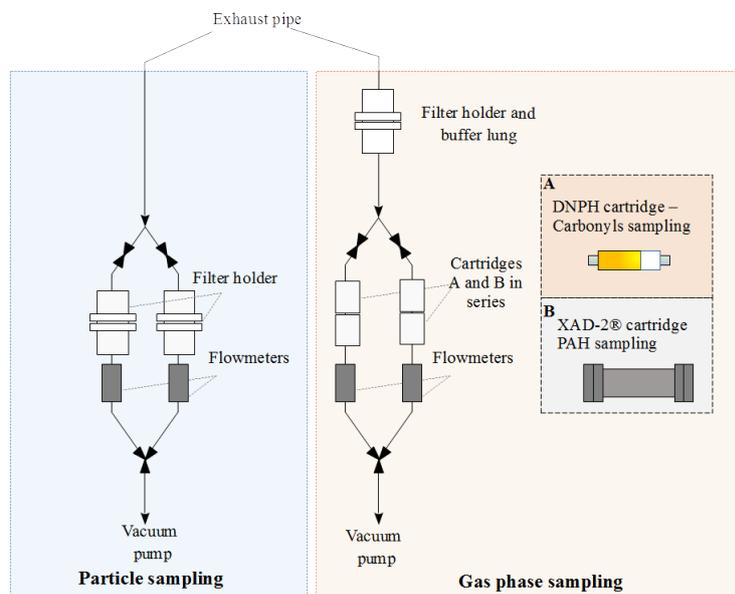 Exhaust pipe
Filter holder and
buffer lung
A
DNPH cartridge –
Carbonyls sampling
Cartridges
A and B in
series
Filter holder
B
XAD-2® cartridge
PAH sampling
Flowmeters
Flowmeters
Vacuum
pump
Vacuum
pump
Particle sampling
Gas phase sampling